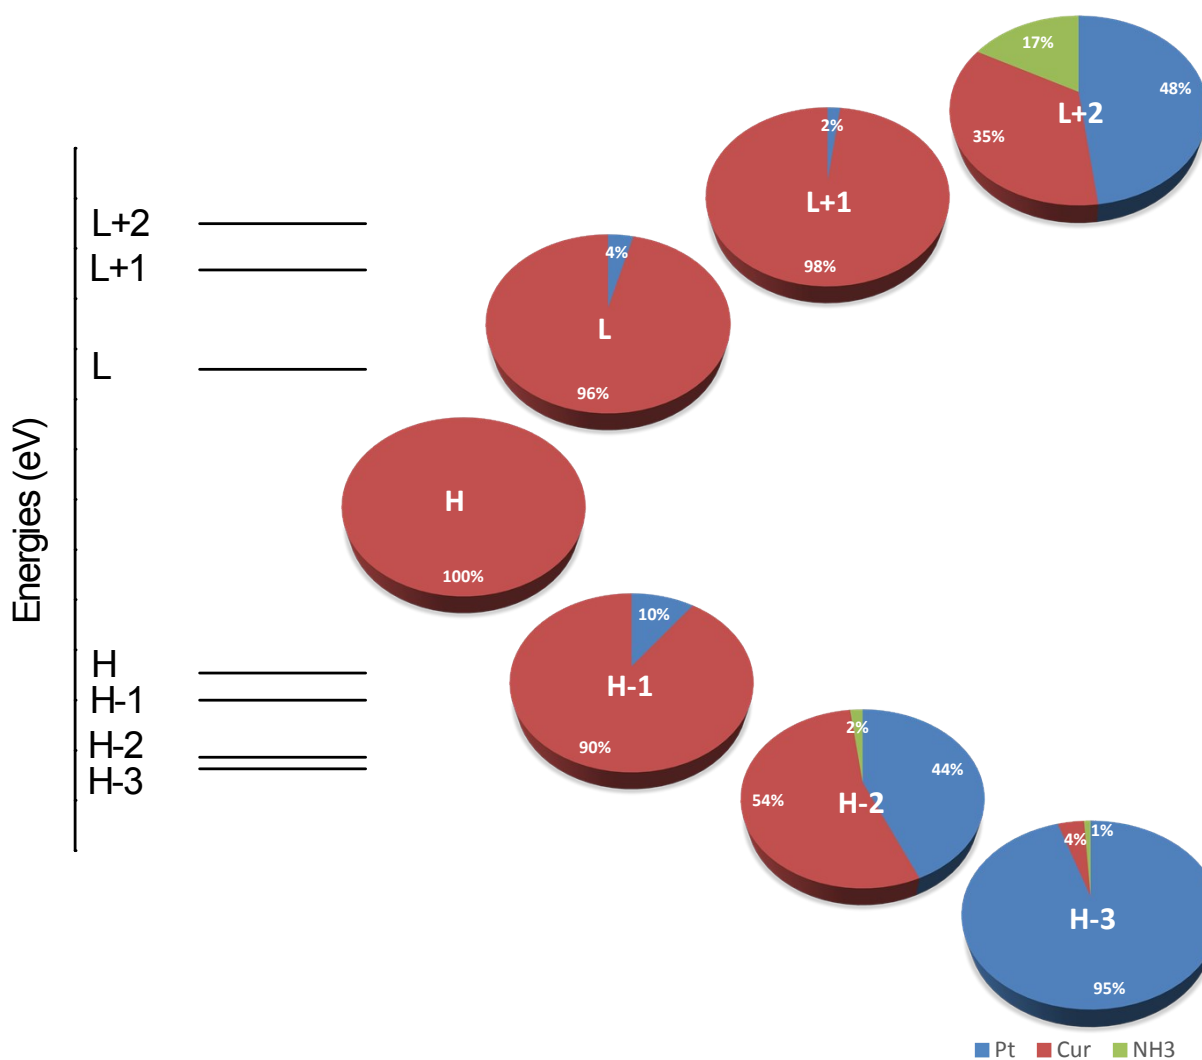 17%
48%
L+2
35%
2%
L+1
98%
L+2
L+1
4%
L
96%
L
Energies (eV)
H
100%
10%
H-1
90%
H
H-1
H-2
H-3
2%
44%
54%
H-2
4%
1%
H-3
95%
Pt Cur NH3